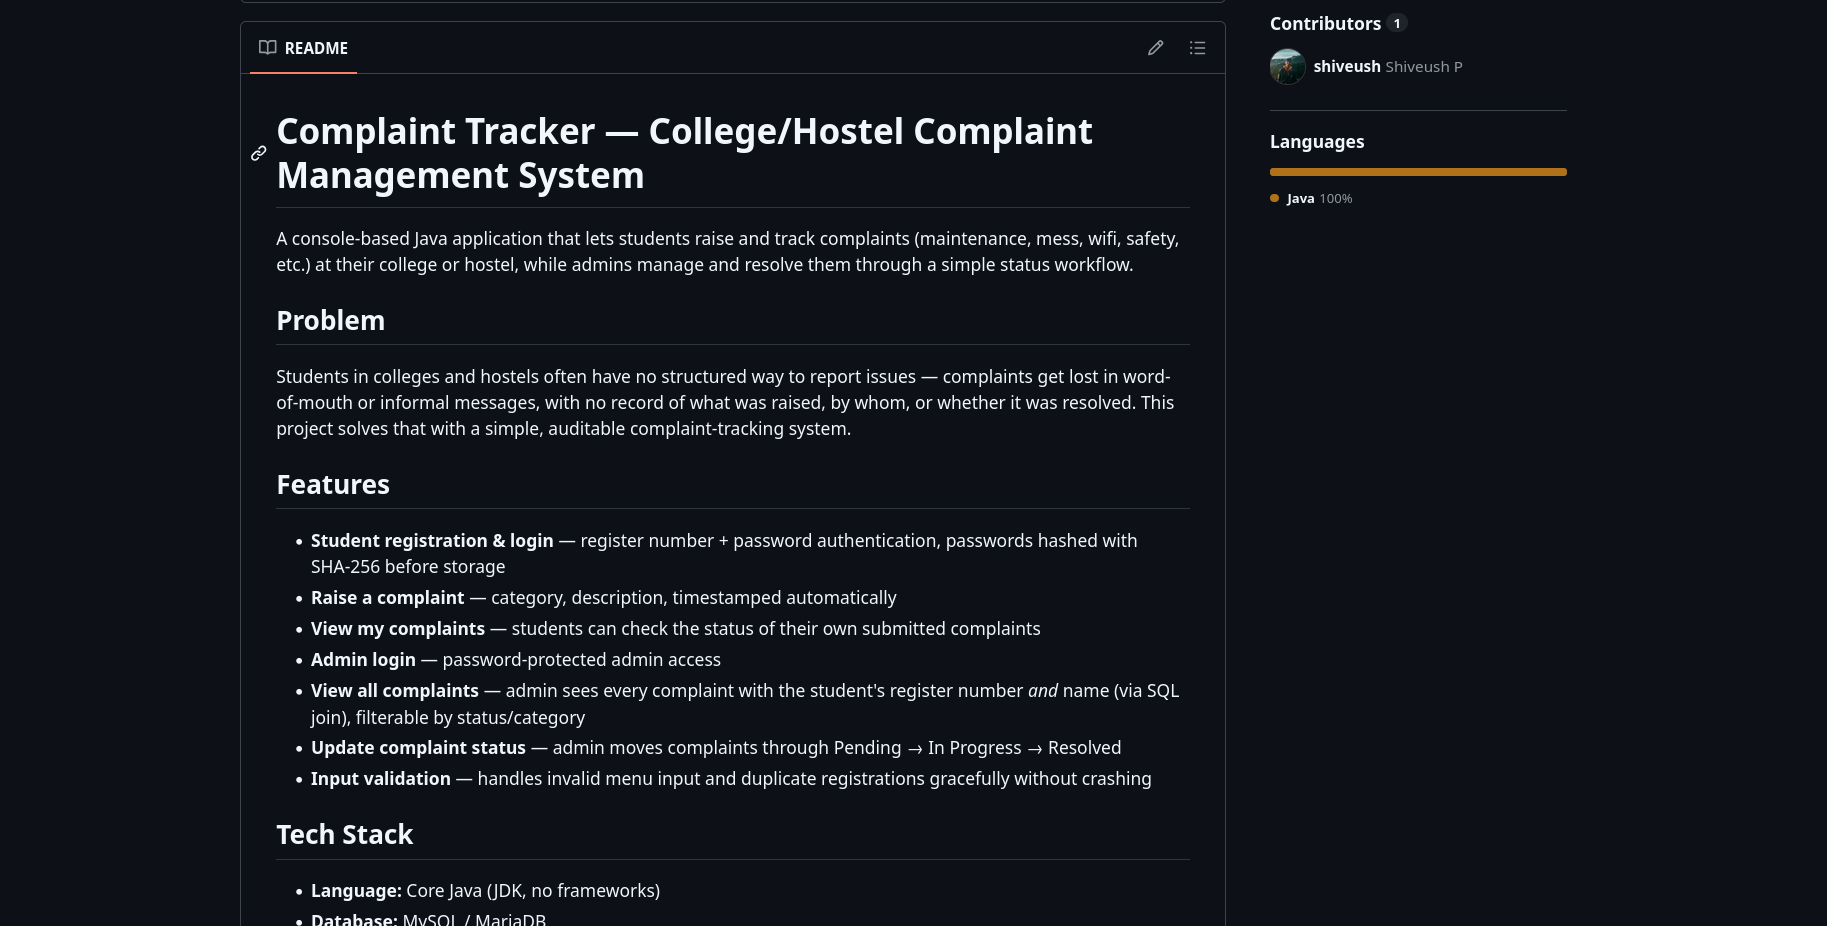 README
Complaint Tracker — College/Hostel Complaint
Management System
A console-based Java application that lets students raise and track complaints (maintenance, mess, wifi, safety,
etc.) at their college or hostel, while admins manage and resolve them through a simple status workflow.
Problem
Students in colleges and hostels often have no structured way to report issues — complaints get lost in word-
of-mouth or informal messages, with no record of what was raised, by whom, or whether it was resolved. This
project solves that with a simple, auditable complaint-tracking system.
Features
• Student registration & login — register number + password authentication, passwords hashed with
SHA-256 before storage
• Raise a complaint — category, description, timestamped automatically
• View my complaints — students can check the status of their own submitted complaints
• Admin login — password-protected admin access
• View all complaints — admin sees every complaint with the student's register number and name (via SQL
join), filterable by status/category
• Update complaint status — admin moves complaints through Pending → In Progress → Resolved
• Input validation — handles invalid menu input and duplicate registrations gracefully without crashing
Tech Stack
• Language: Core Java (JDK, no frameworks)
• Database: MySQL / MariaDB
Contributors 1
shiveush Shiveush P
Languages
Java 100%